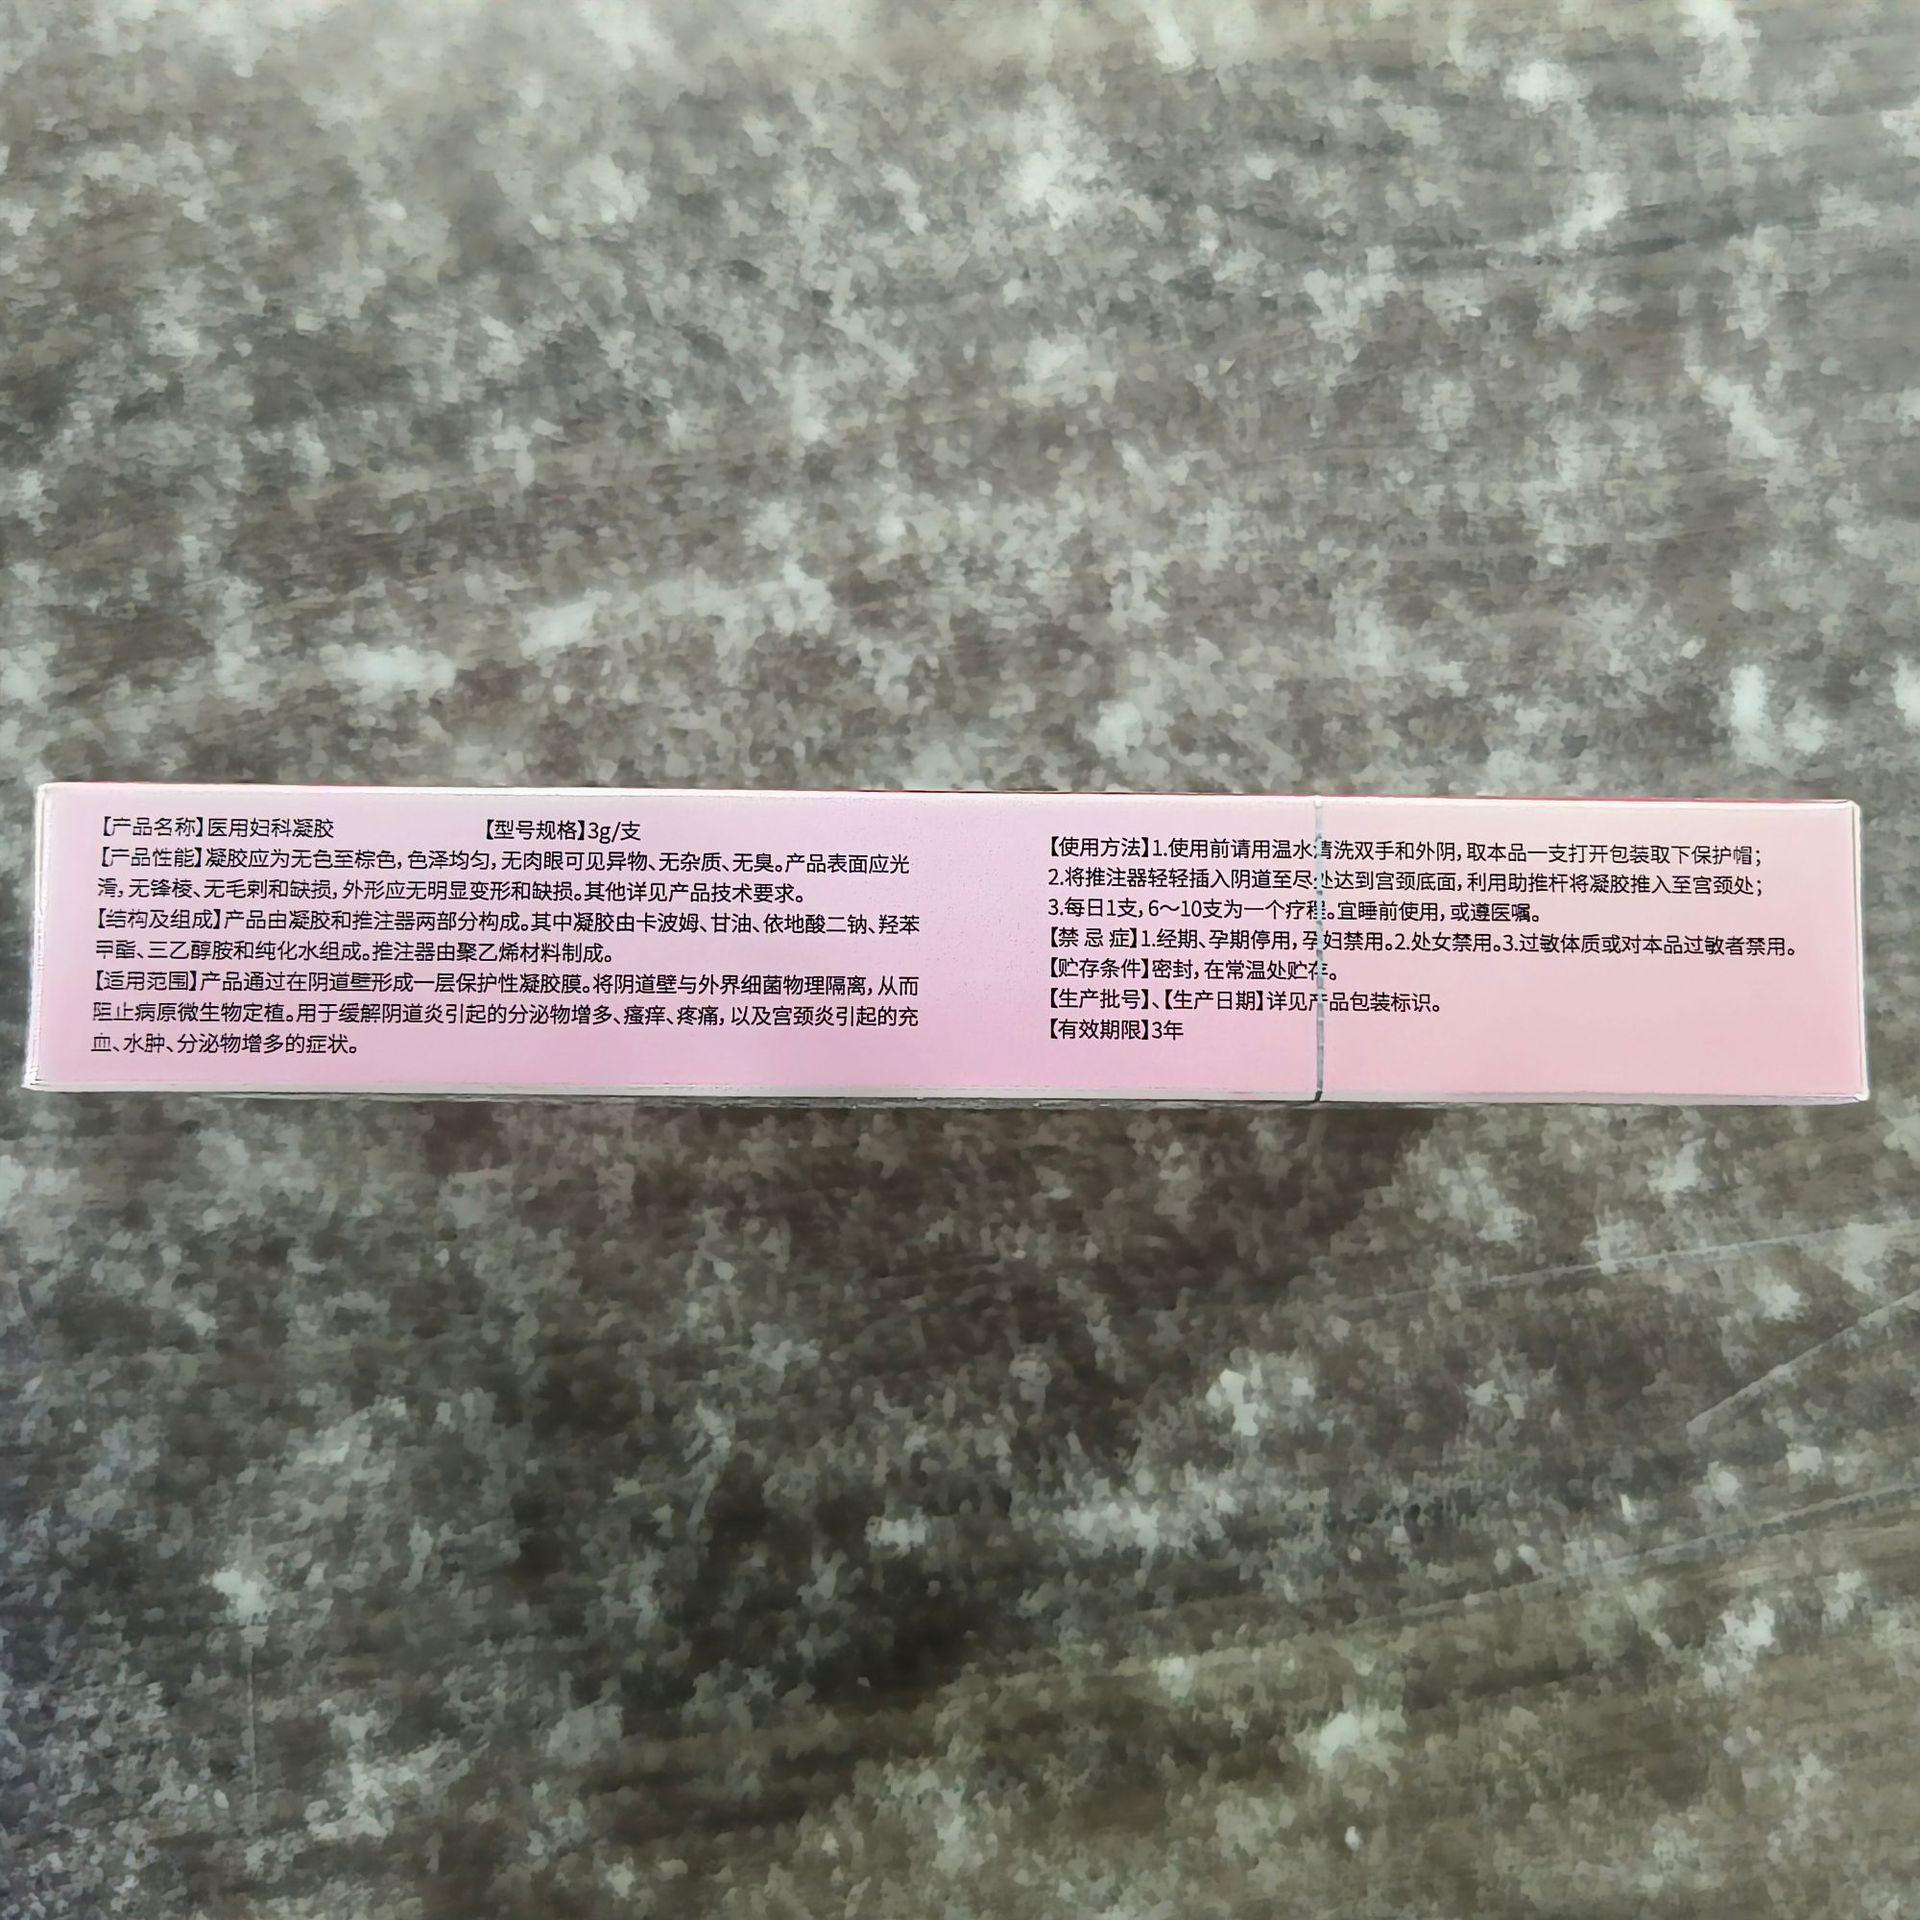 【产品名称】医用妇科凝胶 【型号规格】3g/支
【产品性能】凝胶应为无色至棕色，色泽均匀，无肉眼可见异物、无杂质、无臭。产品表面应光
滑，无锋棱、无毛刺和缺损，外形应无明显变形和缺损。其他详见产品技术要求。
【结构及组成】产品由凝胶和推注器两部分构成。其中凝胶由卡波姆、甘油、依地酸二钠、羟苯
甲酯、三乙醇胺和纯化水组成。推注器由聚乙烯材料制成。
【适用范围】产品通过在阴道壁形成一层保护性凝胶膜。将阴道壁与外界细菌物理隔离，从而
阻止病原微生物定植。用于缓解阴道炎引起的分泌物增多、瘙痒、疼痛，以及宫颈炎引起的充
血、水肿、分泌物增多的症状。
【使用方法】1.使用前请用温水清洗双手和外阴，取本品一支打开包装取下保护帽；
2.将推注器轻轻插入阴道至尽处达到宫颈底面，利用助推杆将凝胶推入至宫颈处；
3.每日1支，6～10支为一个疗程。宜睡前使用，或遵医嘱。
【禁 忌 症】1.经期、孕期停用，孕妇禁用。2.处女禁用。3.过敏体质或对本品过敏者禁用。
【贮存条件】密封，在常温处贮存。
【生产批号】、【生产日期】详见产品包装标识。
【有效期限】3年